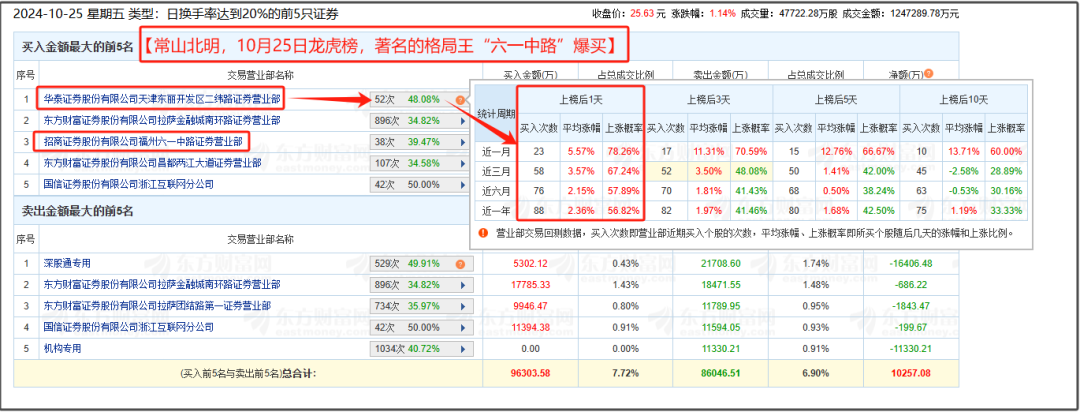 2024-10-25 星期五 类型：日换手率达到20%的前5只证券 收盘价：25.63 元 涨跌幅：1.14% 成交量：47722.28万股 成交金额：1247289.78万元
买入金额最大的前5名【常山北明，10月25日龙虎榜，著名的格局王“六一中路”爆买】
序号 交易营业部名称 买入金额(万) 占总成交比例 卖出金额(万) 占总成交比例 净额(万)
1 华泰证券股份有限公司天津东丽开发区二纬路证券营业部 52次 48.08%
2 东方财富证券股份有限公司拉萨金融城南环路证券营业部 896次 34.82%
3 招商证券股份有限公司福州六一中路证券营业部 38次 39.47%
4 东方财富证券股份有限公司昌都两江大道证券营业部 107次 34.58%
5 国信证券股份有限公司浙江互联网分公司 42次 50.00%
统计周期 上榜后1天 上榜后3天 上榜后5天 上榜后10天
买入次数 平均涨幅 上涨概率 买入次数 平均涨幅 上涨概率 买入次数 平均涨幅 上涨概率 买入次数 平均涨幅 上涨概率
近一月 23 5.57% 78.26% 17 11.31% 70.59% 15 12.76% 66.67% 10 13.71% 60.00%
近三月 58 3.57% 67.24% 52 3.50% 48.08% 50 1.41% 42.00% 45 -2.58% 28.89%
近六月 76 2.15% 57.89% 70 1.81% 41.43% 68 0.50% 38.24% 63 -0.53% 30.16%
近一年 88 2.36% 56.82% 82 1.97% 41.46% 80 1.68% 42.50% 75 1.19% 33.33%
营业部交易回测数据，买入次数即营业部近期买入个股的次数，平均涨幅、上涨概率即所买个股随后几天的涨幅和上涨比例。
卖出金额最大的前5名
序号 交易营业部名称
1 深股通专用 529次 49.91% 5302.12 0.43% 21708.60 1.74% -16406.48
2 东方财富证券股份有限公司拉萨金融城南环路证券营业部 896次 34.82% 17785.33 1.43% 18471.55 1.48% -686.22
3 东方财富证券股份有限公司拉萨团结路第一证券营业部 734次 35.97% 9946.47 0.80% 11789.95 0.95% -1843.47
4 国信证券股份有限公司浙江互联网分公司 42次 50.00% 11394.38 0.91% 11594.05 0.93% -199.67
5 机构专用 1034次 40.72% 0.00 0.00% 11330.21 0.91% -11330.21
(买入前5名与卖出前5名)总合计： 96303.58 7.72% 86046.51 6.90% 10257.08
东方财富网
eastmoney.com